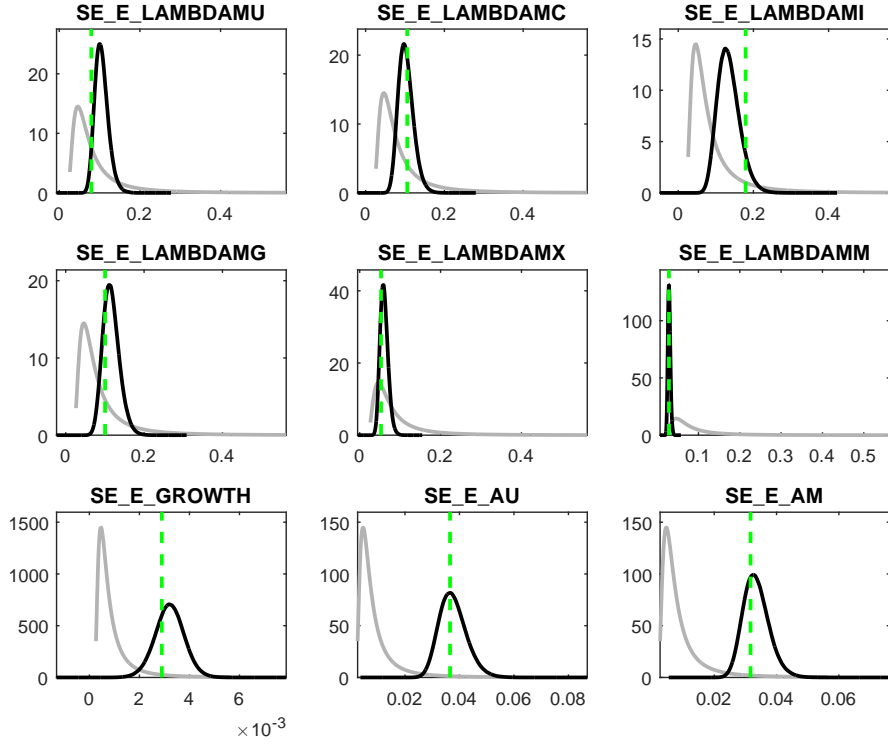 SE_E_LAMBDAMU SE_E_LAMBDAMC SE_E_LAMBDAMI
20 10 0 20 10 0 15 10 5 0
0 0.2 0.4 0 0.2 0.4 0 0.2 0.4
SE_E_LAMBDAMG SE_E_LAMBDAMX SE_E_LAMBDAMM
20 10 0 40 20 0 100 50 0
0 0.2 0.4 0 0.2 0.4 0.1 0.2 0.3 0.4 0.5
SE_E_GROWTH SE_E_AU SE_E_AM
1500 1000 500 0 150 100 50 0 150 100 50 0
0 2 4 6 0.02 0.04 0.06 0.08 0.02 0.04 0.06
×10-3